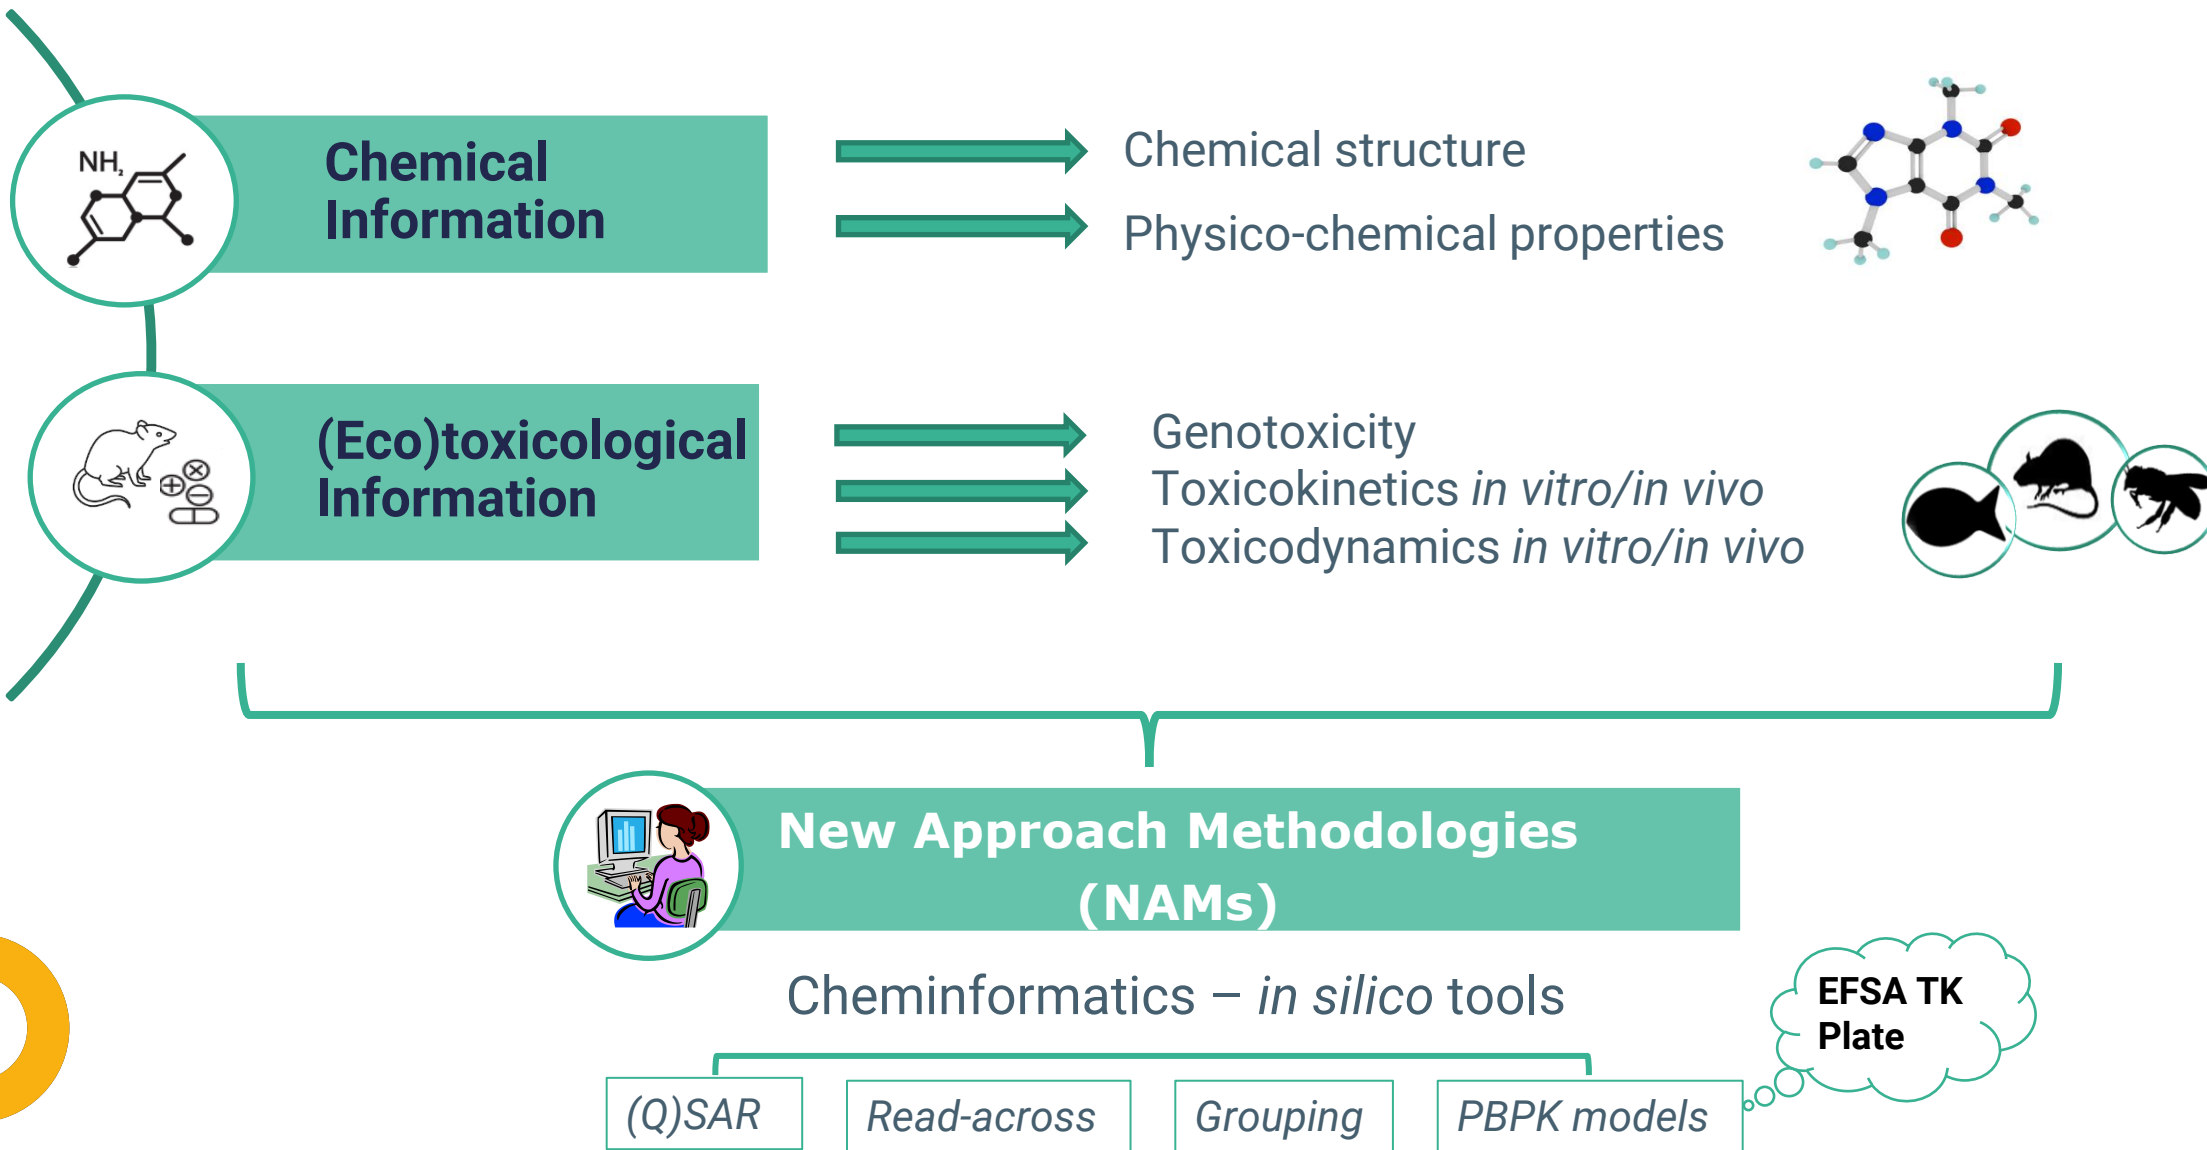 NH₂
Chemical
Information
Chemical structure
Physico-chemical properties
(Eco)toxicological
Information
Genotoxicity
Toxicokinetics in vitro/in vivo
Toxicodynamics in vitro/in vivo
New Approach Methodologies
(NAMs)
Cheminformatics – in silico tools
EFSA TK
Plate
(Q)SAR
Read-across
Grouping
PBPK models